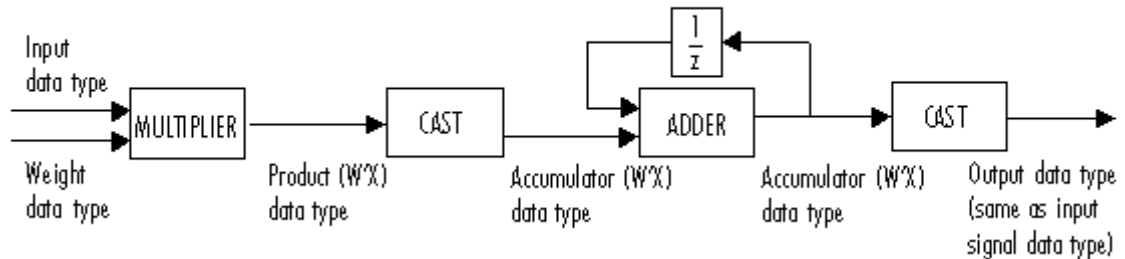 Input
data type
MULTIPLIER
Weight
data type
Product (W'X)
data type
CAST
Accumulator (W'X)
data type
1
z
ADDER
Accumulator (W'X)
data type
CAST
Output data type
(same as input
signal data type)